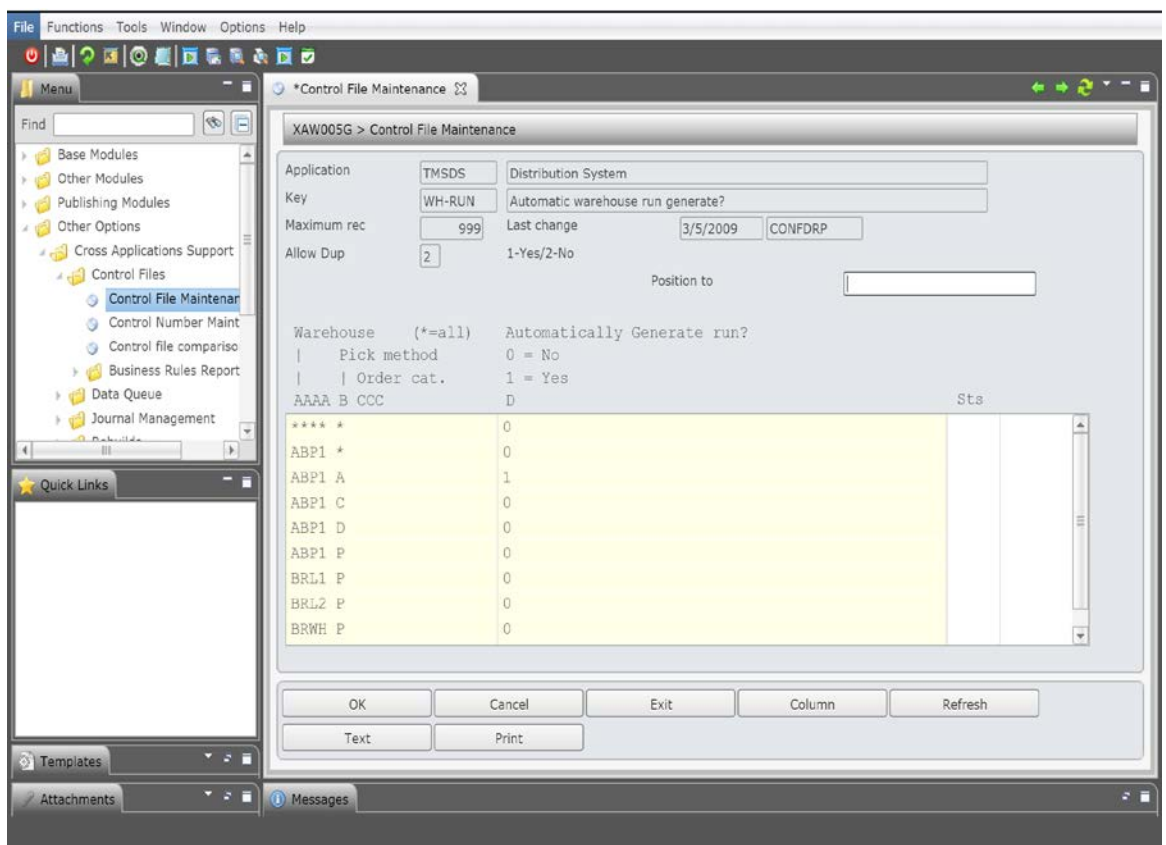 File Functions Tools Window Options Help
Menu
*Control File Maintenance
Find
XAW005G > Control File Maintenance
Base Modules
Other Modules
Publishing Modules
Other Options
Cross Applications Support
Control Files
Control File Maintenar
Control Number Maint
Control file compariso
Business Rules Report
Data Queue
Journal Management
Application TMSDS Distribution System
Key WH-RUN Automatic warehouse run generate?
Maximum rec 999 Last change 3/5/2009 CONFDRP
Allow Dup 2 1-Yes/2-No
Position to
Warehouse (*=all) Automatically Generate run?
| Pick method 0 = No
| | Order cat. 1 = Yes
AAAA B CCC D Sts
**** * 0
ABP1 * 0
ABP1 A 1
ABP1 C 0
ABP1 D 0
ABP1 P 0
BRL1 P 0
BRL2 P 0
BRWH P 0
Quick Links
OK Cancel Exit Column Refresh
Text Print
Templates
Attachments
Messages